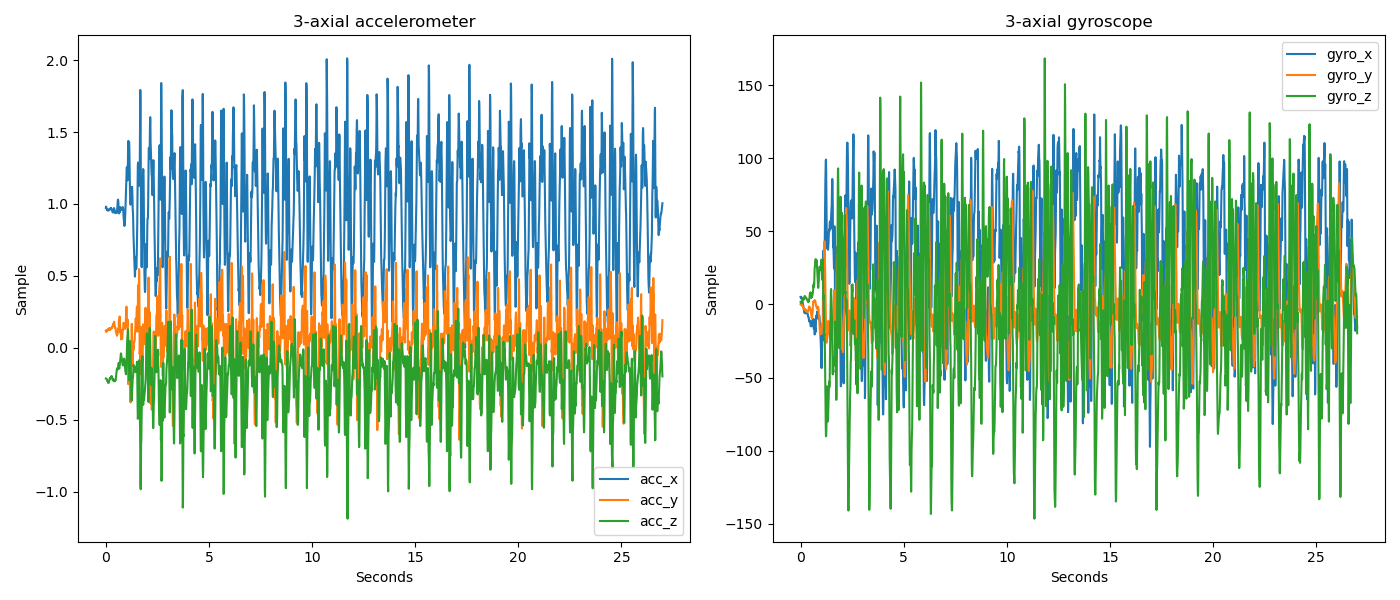 3-axial accelerometer
Sample
2.0
1.5
1.0
0.5
0.0
−0.5
−1.0
0 5 10 15 20 25
Seconds
acc_x
acc_y
acc_z
3-axial gyroscope
Sample
150
100
50
0
−50
−100
−150
0 5 10 15 20 25
Seconds
gyro_x
gyro_y
gyro_z